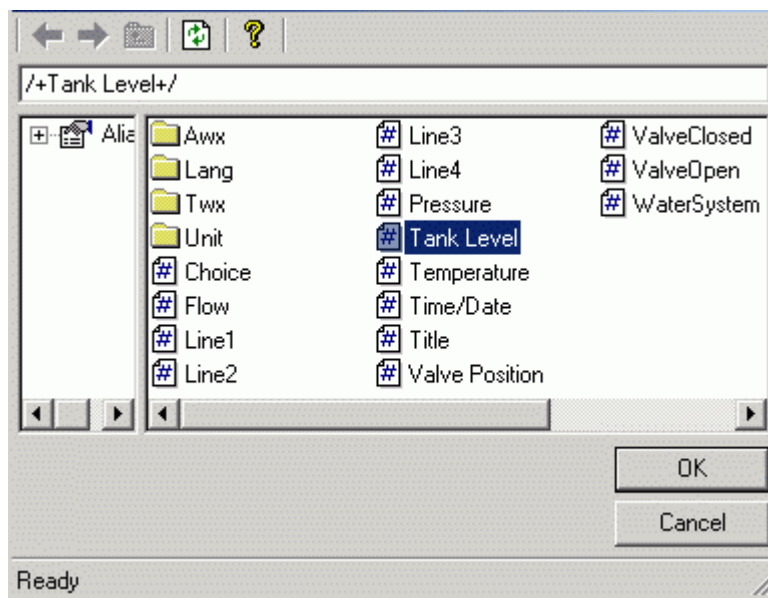 /+Tank Level+/
Alia
Awx
Lang
Twx
Unit
Choice
Flow
Line1
Line2
Line3
Line4
Pressure
Tank Level
Temperature
Time/Date
Title
Valve Position
ValveClosed
ValveOpen
WaterSystem
OK
Cancel
Ready